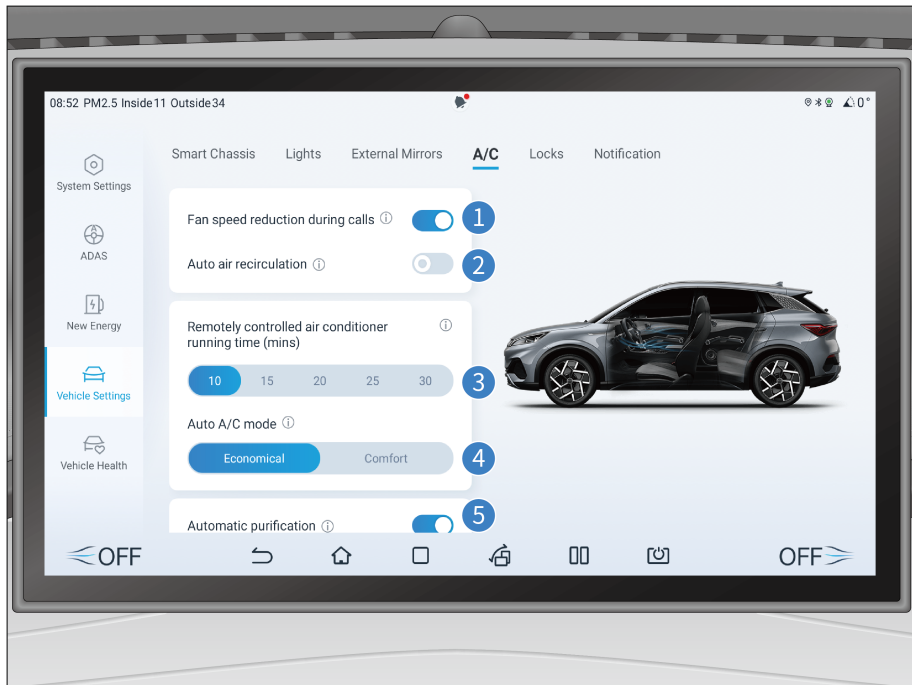 08:52 PM2.5 Inside11 Outside34
0°
System Settings
ADAS
New Energy
Vehicle Settings
Vehicle Health
Smart Chassis Lights External Mirrors A/C Locks Notification
Fan speed reduction during calls 1
Auto air recirculation 2
Remotely controlled air conditioner
running time (mins)
10 15 20 25 30 3
Auto A/C mode
Economical Comfort 4
Automatic purification 5
OFF OFF